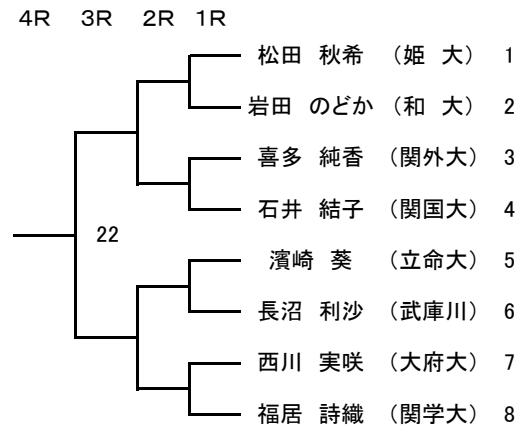 4R 3R 2R 1R
松田 秋希 (姫 大) 1
岩田 のどか (和 大) 2
喜多 純香 (関外大) 3
石井 結子 (関国大) 4
22
濱崎 葵 (立命大) 5
長沼 利沙 (武庫川) 6
西川 実咲 (大府大) 7
福居 詩織 (関学大) 8